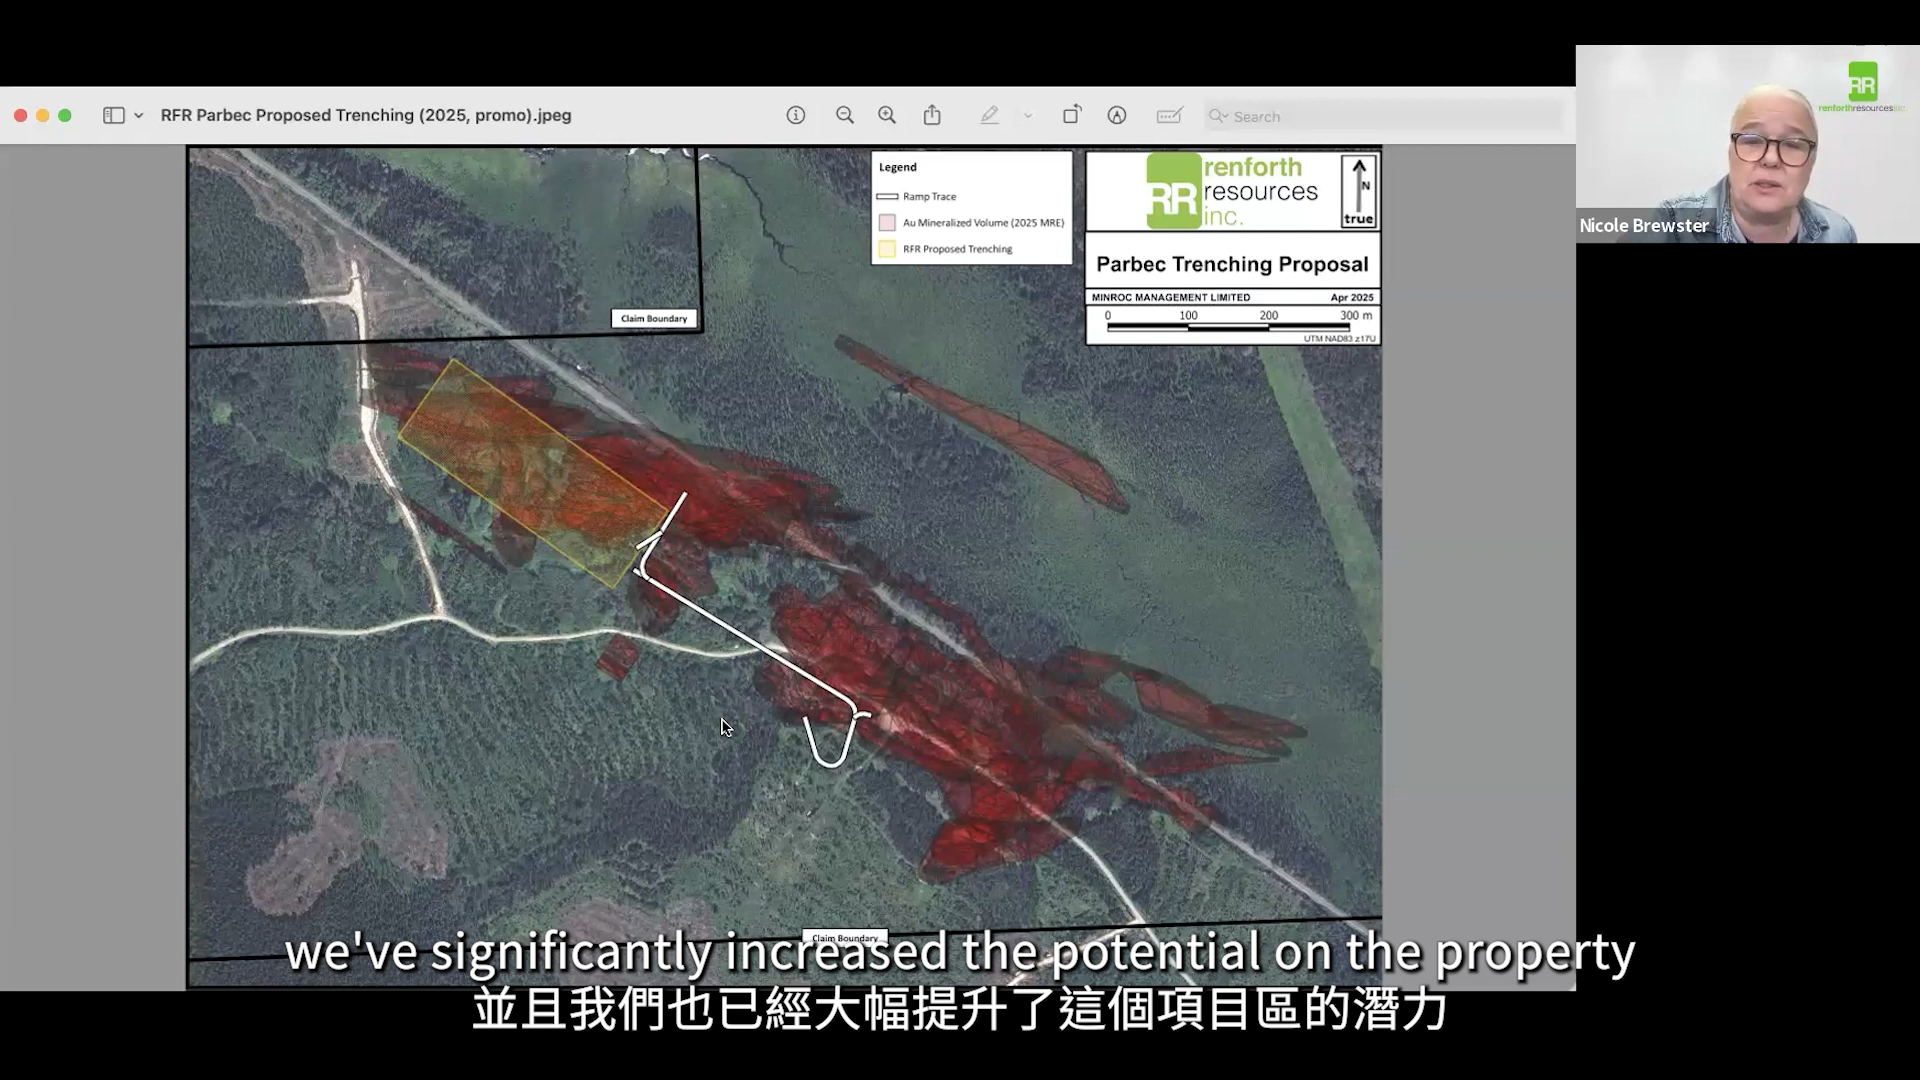 RFR Parbec Proposed Trenching (2025, promo).jpeg
Search
RR
renforthresources
Nicole Brewster
Legend
Ramp Trace
Au Mineralized Volume (2025 MRE)
RFR Proposed Trenching
RR
renforth
resources
inc.
N
true
Parbec Trenching Proposal
MINROC MANAGEMENT LIMITED Apr 2025
0 100 200 300 m
UTM NAD83 z17U
Claim Boundary
Claim Boundary
we've significantly increased the potential on the property
並且我們也已經大幅提升了這個項目區的潛力